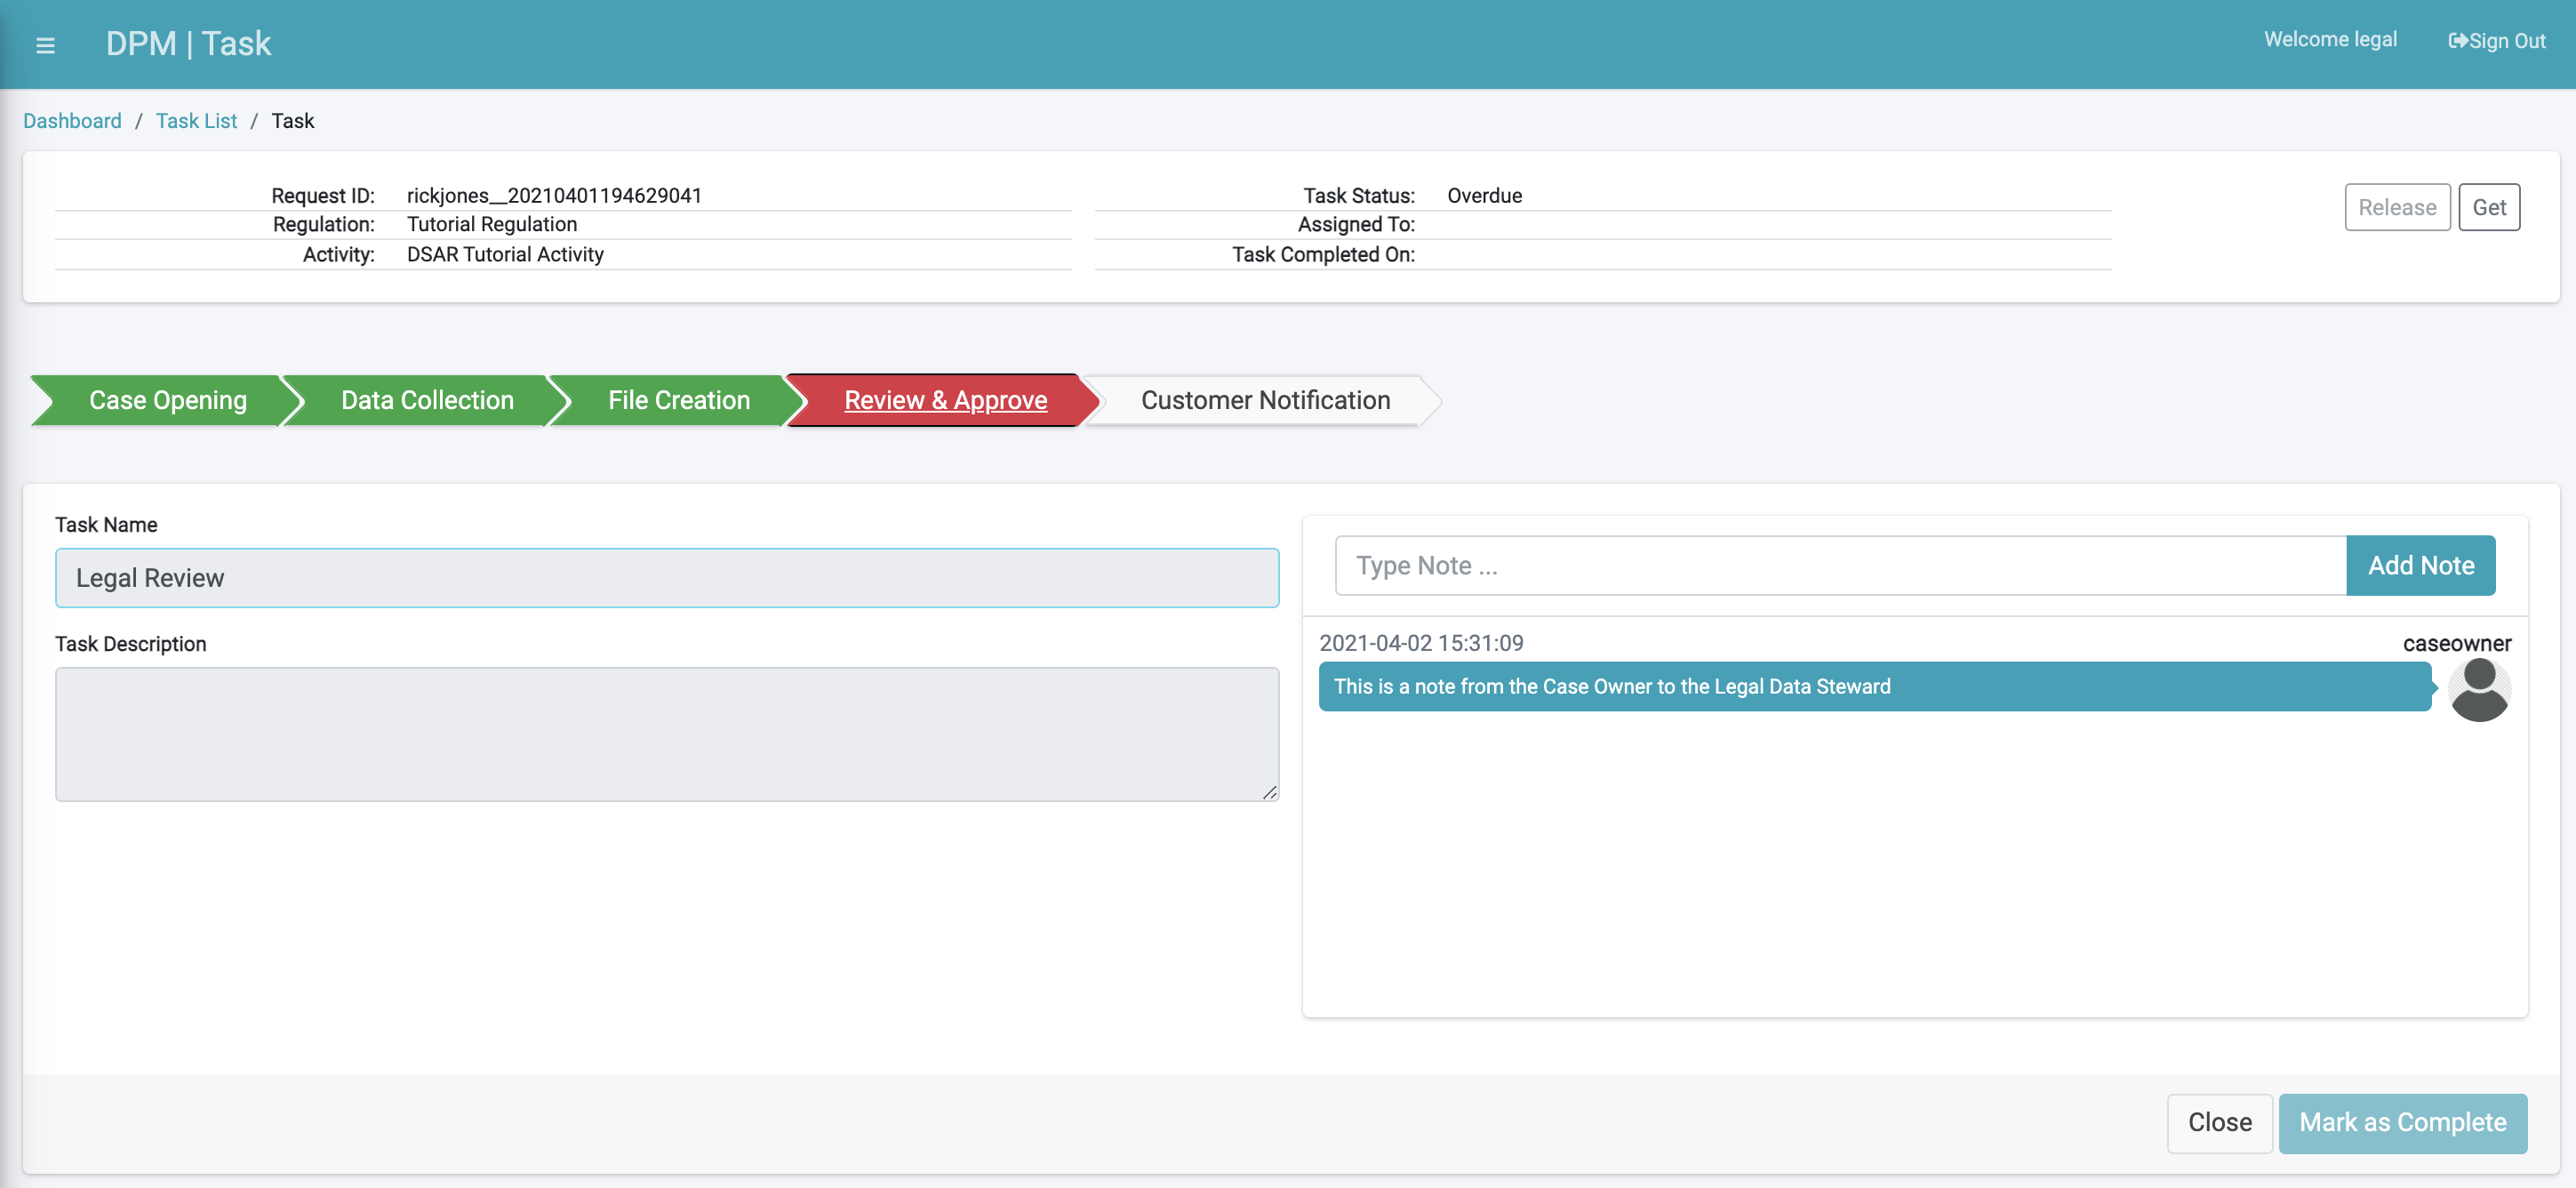 DPM | Task
Welcome legal
Sign Out
Dashboard / Task List / Task
Request ID: rickjones__20210401194629041
Regulation: Tutorial Regulation
Activity: DSAR Tutorial Activity
Task Status: Overdue
Assigned To:
Task Completed On:
Release
Get
Case Opening
Data Collection
File Creation
Review & Approve
Customer Notification
Task Name
Legal Review
Task Description
Type Note ...
Add Note
2021-04-02 15:31:09
caseowner
This is a note from the Case Owner to the Legal Data Steward
Close
Mark as Complete